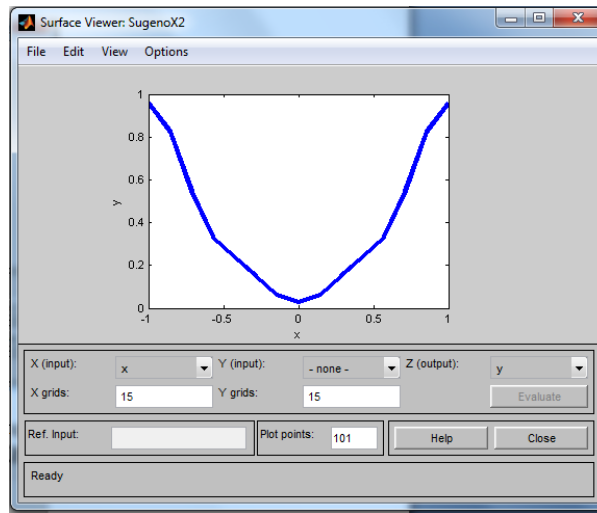 Surface Viewer: SugenoX2
File Edit View Options
1
0.8
0.6
0.4
0.2
0
y
-1 -0.5 0 0.5 1
x
X (input): x Y (input): - none - Z (output): y
X grids: 15 Y grids: 15 Evaluate
Ref. Input: Plot points: 101 Help Close
Ready